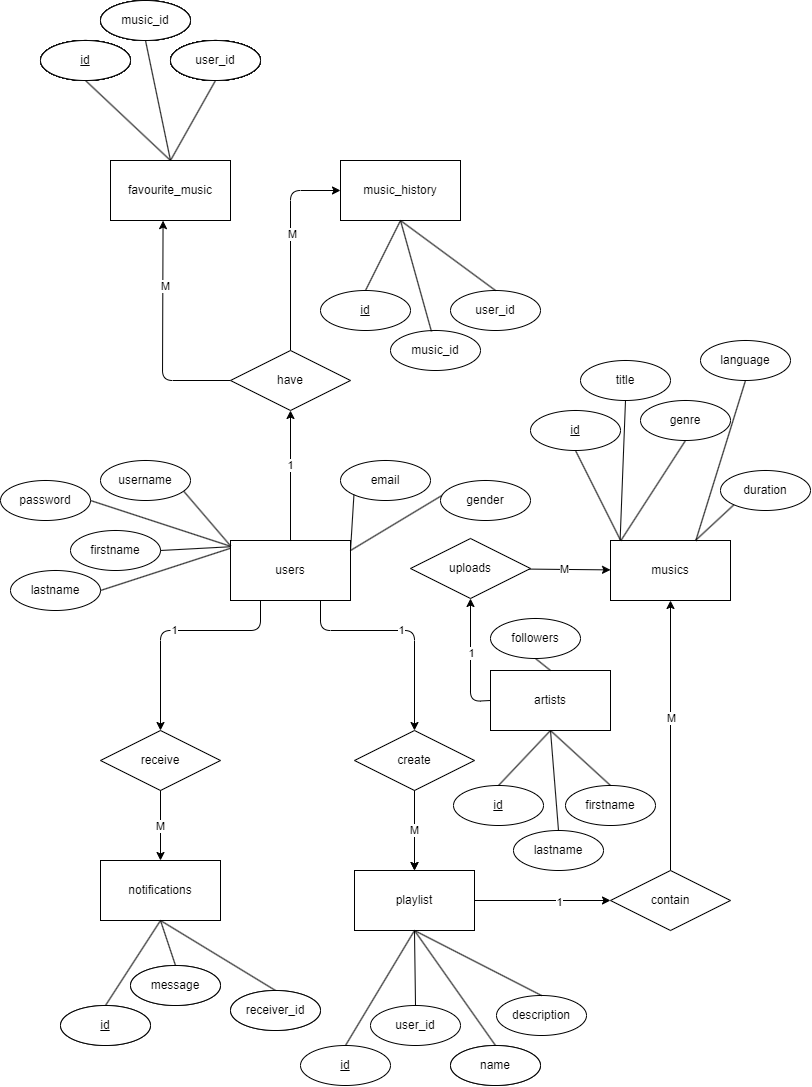 music_id
id
user_id
favourite_music
music_history
M
M
id
user_id
music_id
have
language
title
genre
id
duration
1
username
email
password
gender
firstname
lastname
users
uploads
M
musics
1
1
followers
1
artists
M
receive
create
id
firstname
M
M
lastname
notifications
playlist
1
contain
message
id
receiver_id
user_id
description
id
name